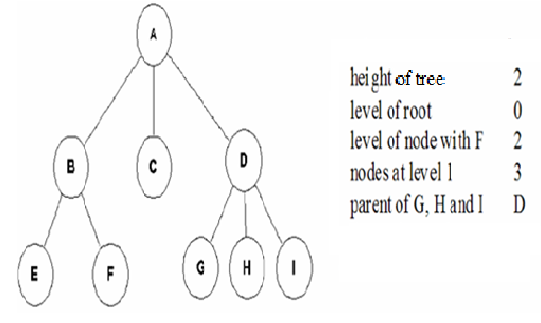 A
B
C
D
E
F
G
H
I
height of tree 2
level of root 0
level of node with F 2
nodes at level 1 3
parent of G, H and I D